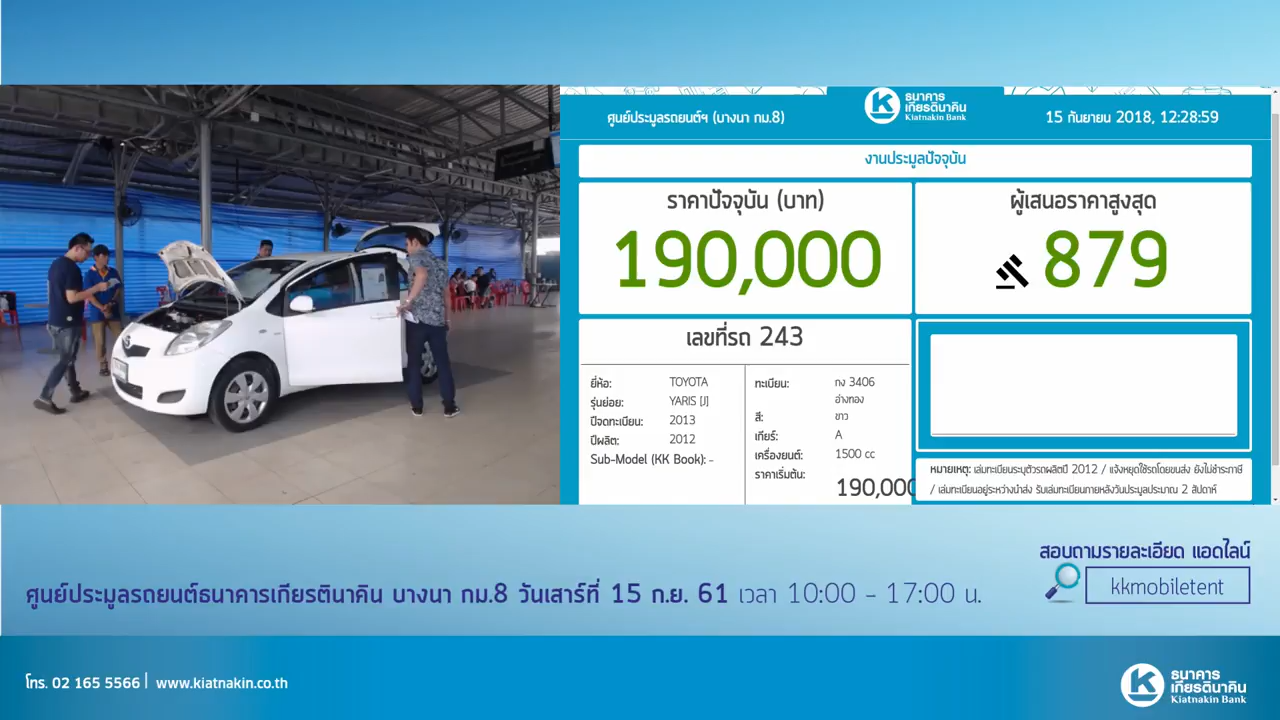 ศูนย์ประมูลรถยนต์ฯ (บางนา กม.8)
ธนาคาร
เกียรตินาคิน
Kiatnakin Bank
15 กันยายน 2018, 12:28:59
งานประมูลปัจจุบัน
ราคาปัจจุบัน (บาท)
190,000
ผู้เสนอราคาสูงสุด
879
เลขที่รถ 243
ยี่ห้อ: TOYOTA
รุ่นย่อย: YARIS [J]
ปีจดทะเบียน: 2013
ปีผลิต: 2012
Sub-Model (KK Book): -
ทะเบียน: กง 3406
อ่างทอง
สี: ขาว
เกียร์: A
เครื่องยนต์: 1500 cc
ราคาเริ่มต้น:
190,000
หมายเหตุ: เล่มทะเบียนระบุตัวรถผลิตปี 2012 / แจ้งหยุดใช้รถโดยขนส่ง ยังไม่ชำระภาษี
/ เล่มทะเบียนอยู่ระหว่างนำส่ง รับเล่มทะเบียนภายหลังวันประมูลประมาณ 2 สัปดาห์
สอบถามรายละเอียด แอดไลน์
kkmobiletent
ศูนย์ประมูลรถยนต์ธนาคารเกียรตินาคิน บางนา กม.8 วันเสาร์ที่ 15 ก.ย. 61 เวลา 10:00 - 17:00 น.
โทร. 02 165 5566 | www.kiatnakin.co.th
ธนาคาร
เกียรตินาคิน
Kiatnakin Bank